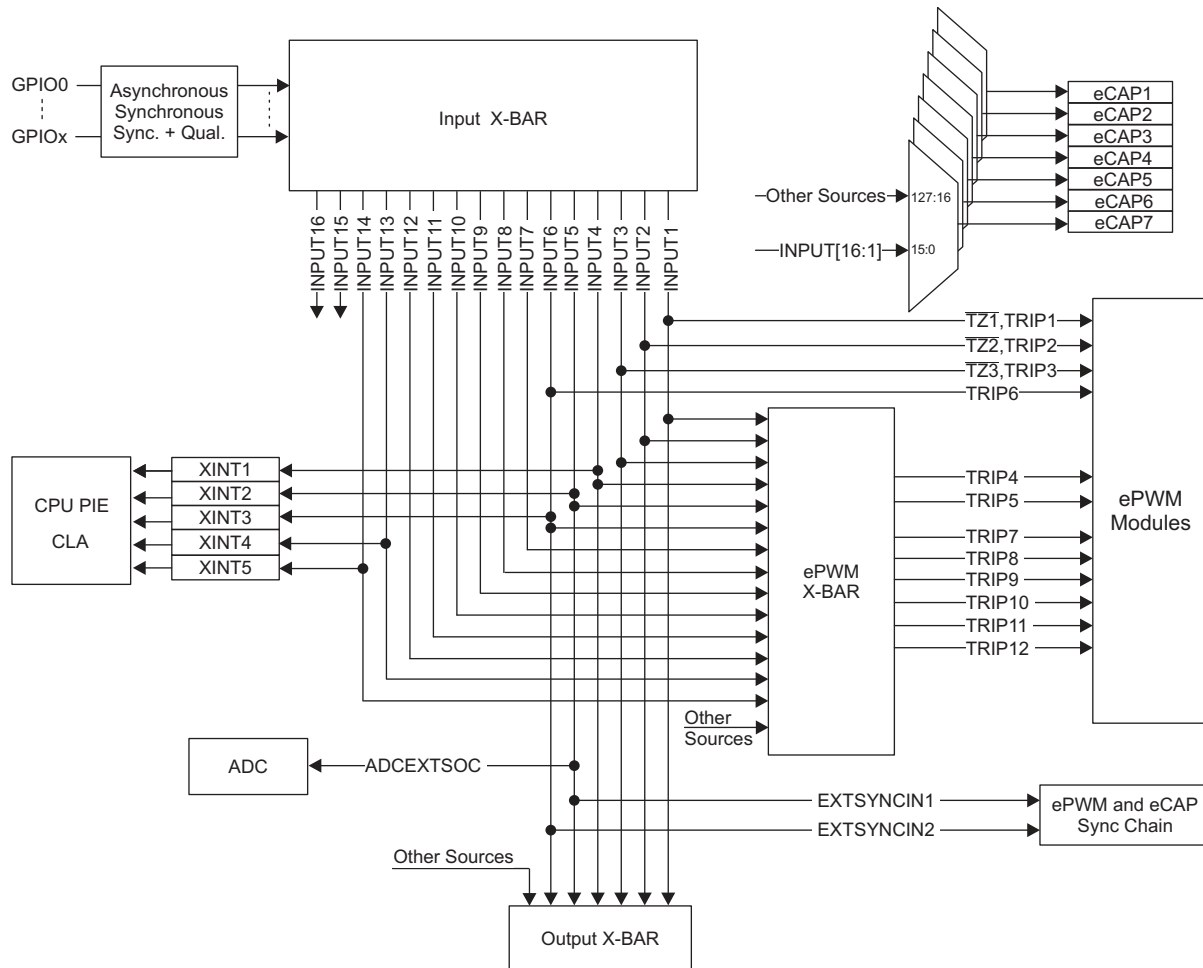 GPIO0
GPIOx
Asynchronous
Synchronous
Sync. + Qual.
Input X-BAR
INPUT16
INPUT15
INPUT14
INPUT13
INPUT12
INPUT11
INPUT10
INPUT9
INPUT8
INPUT7
INPUT6
INPUT5
INPUT4
INPUT3
INPUT2
INPUT1
Other Sources
INPUT[16:1]
127:16
15:0
eCAP1
eCAP2
eCAP3
eCAP4
eCAP5
eCAP6
eCAP7
TZ1,TRIP1
TZ2,TRIP2
TZ3,TRIP3
TRIP6
CPU PIE
CLA
XINT1
XINT2
XINT3
XINT4
XINT5
ePWM
X-BAR
TRIP4
TRIP5
TRIP7
TRIP8
TRIP9
TRIP10
TRIP11
TRIP12
ePWM
Modules
Other
Sources
ADC
ADCEXTSOC
EXTSYNCIN1
EXTSYNCIN2
ePWM and eCAP
Sync Chain
Other Sources
Output X-BAR